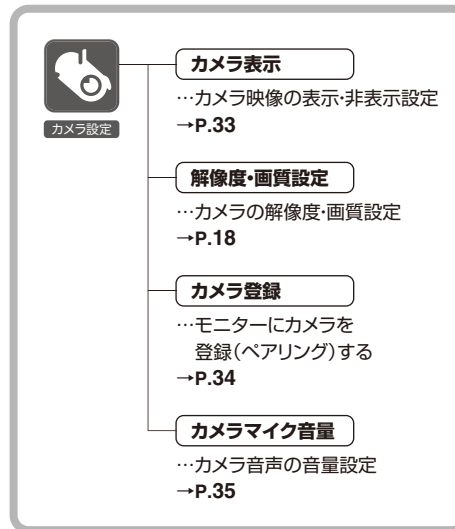 カメラ設定
カメラ表示
…カメラ映像の表示・非表示設定
→P.33
解像度・画質設定
…カメラの解像度・画質設定
→P.18
カメラ登録
…モニターにカメラを
登録(ペアリング)する
→P.34
カメラマイク音量
…カメラ音声の音量設定
→P.35